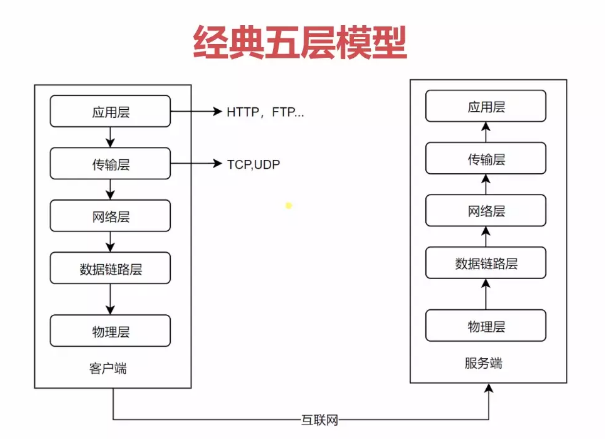 经典五层模型
应用层
HTTP，FTP...
传输层
TCP,UDP
网络层
数据链路层
物理层
客户端
应用层
传输层
网络层
数据链路层
物理层
服务端
互联网